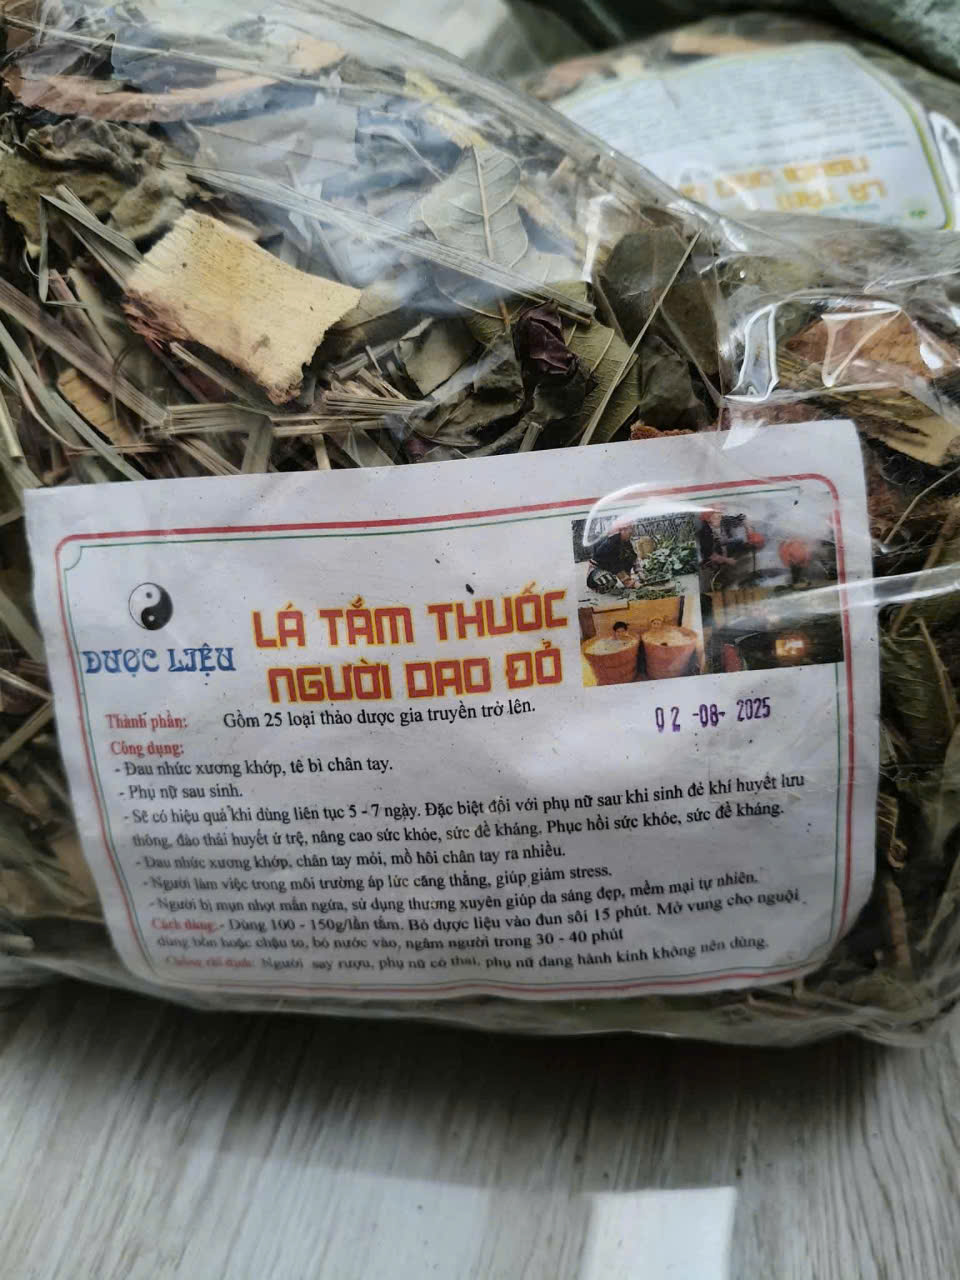 DƯỢC LIỆU
LÁ TẮM THUỐC
NGƯỜI DAO ĐỎ
Thành phần: Gồm 25 loại thảo dược gia truyền trở lên.
02 -08- 2025
Công dụng:
- Đau nhức xương khớp, tê bì chân tay.
- Phụ nữ sau sinh.
- Sẽ có hiệu quả khi dùng liên tục 5 - 7 ngày. Đặc biệt đối với phụ nữ sau khi sinh đẻ khí huyết lưu
thông, đào thải huyết ứ trệ, nâng cao sức khỏe, sức đề kháng. Phục hồi sức khỏe, sức đề kháng.
- Đau nhức xương khớp, chân tay mỏi, mồ hôi chân tay ra nhiều.
- Người làm việc trong môi trường áp lực căng thẳng, giúp giảm stress.
- Người bị mụn nhọt mẩn ngứa, sử dụng thường xuyên giúp da sáng đẹp, mềm mại tự nhiên.
Cách dùng: - Dùng 100 - 150g/lần tắm. Bỏ dược liệu vào đun sôi 15 phút. Mở vung cho nguội
dùng bồn hoặc chậu to, bỏ nước vào, ngâm người trong 30 - 40 phút
Chống chỉ định: Người say rượu, phụ nữ có thai, phụ nữ đang hành kinh không nên dùng.
LÁ TẮM
NGƯỜI DAO